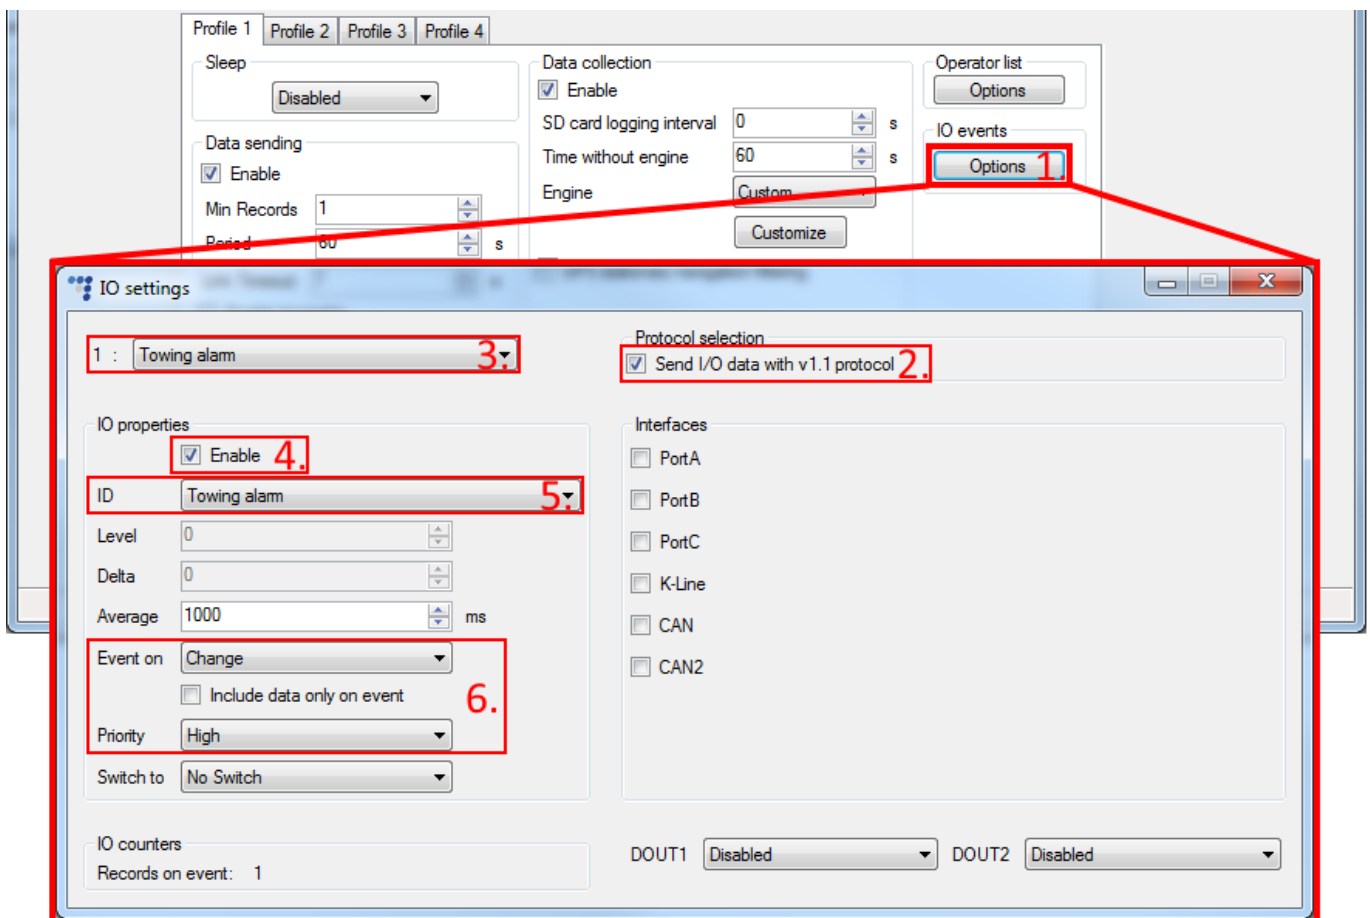 Profile 1 Profile 2 Profile 3 Profile 4
Sleep
Disabled
Data sending
Enable
Min Records 1
Period 60 s
Data collection
Enable
SD card logging interval 0 s
Time without engine 60 s
Engine Custom
Customize
Operator list
Options
IO events
Options 1.
IO settings
1 : Towing alarm 3.
Protocol selection
Send I/O data with v1.1 protocol 2.
IO properties
Enable 4.
ID Towing alarm 5.
Level 0
Delta 0
Average 1000 ms
Event on Change
Include data only on event 6.
Priority High
Switch to No Switch
Interfaces
PortA
PortB
PortC
K-Line
CAN
CAN2
IO counters
Records on event: 1
DOUT1 Disabled DOUT2 Disabled